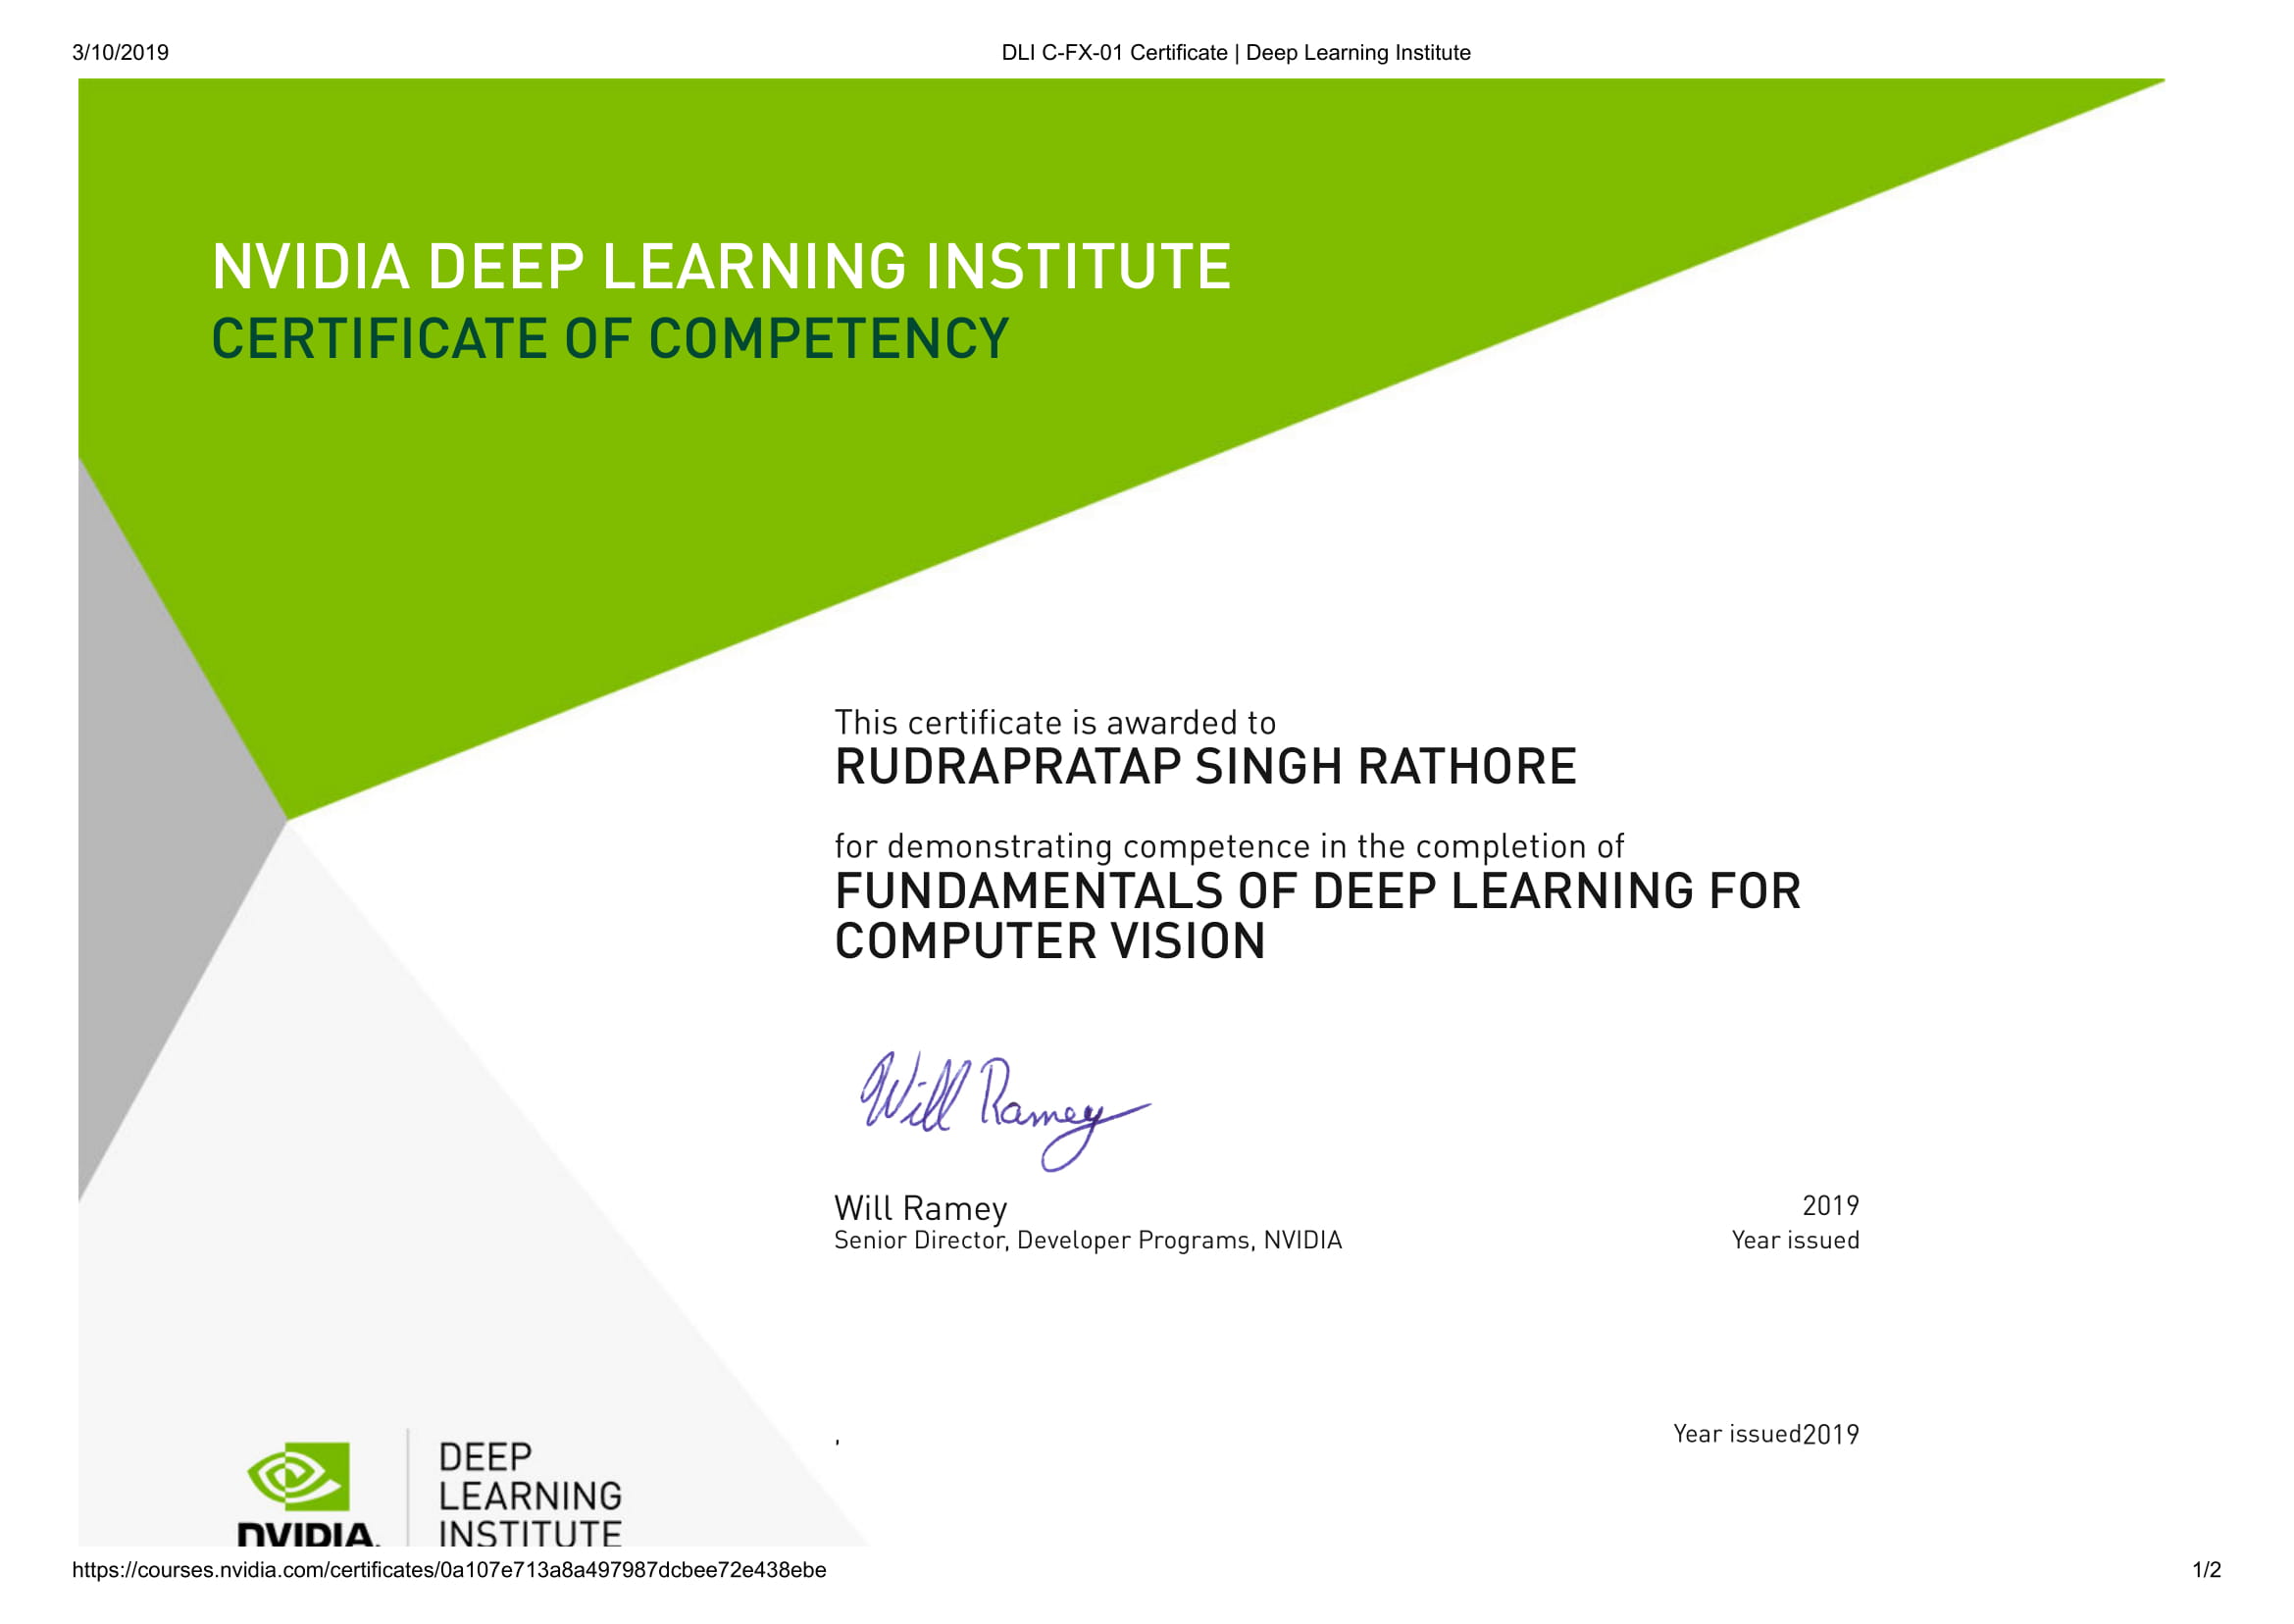 3/10/2019
DLI C-FX-01 Certificate | Deep Learning Institute
NVIDIA DEEP LEARNING INSTITUTE
CERTIFICATE OF COMPETENCY
This certificate is awarded to
RUDRAPRATAP SINGH RATHORE
for demonstrating competence in the completion of
FUNDAMENTALS OF DEEP LEARNING FOR
COMPUTER VISION
Will Ramey
Will Ramey
Senior Director, Developer Programs, NVIDIA
2019
Year issued
,
Year issued2019
NVIDIA.
DEEP
LEARNING
INSTITUTE
https://courses.nvidia.com/certificates/0a107e713a8a497987dcbee72e438ebe
1/2